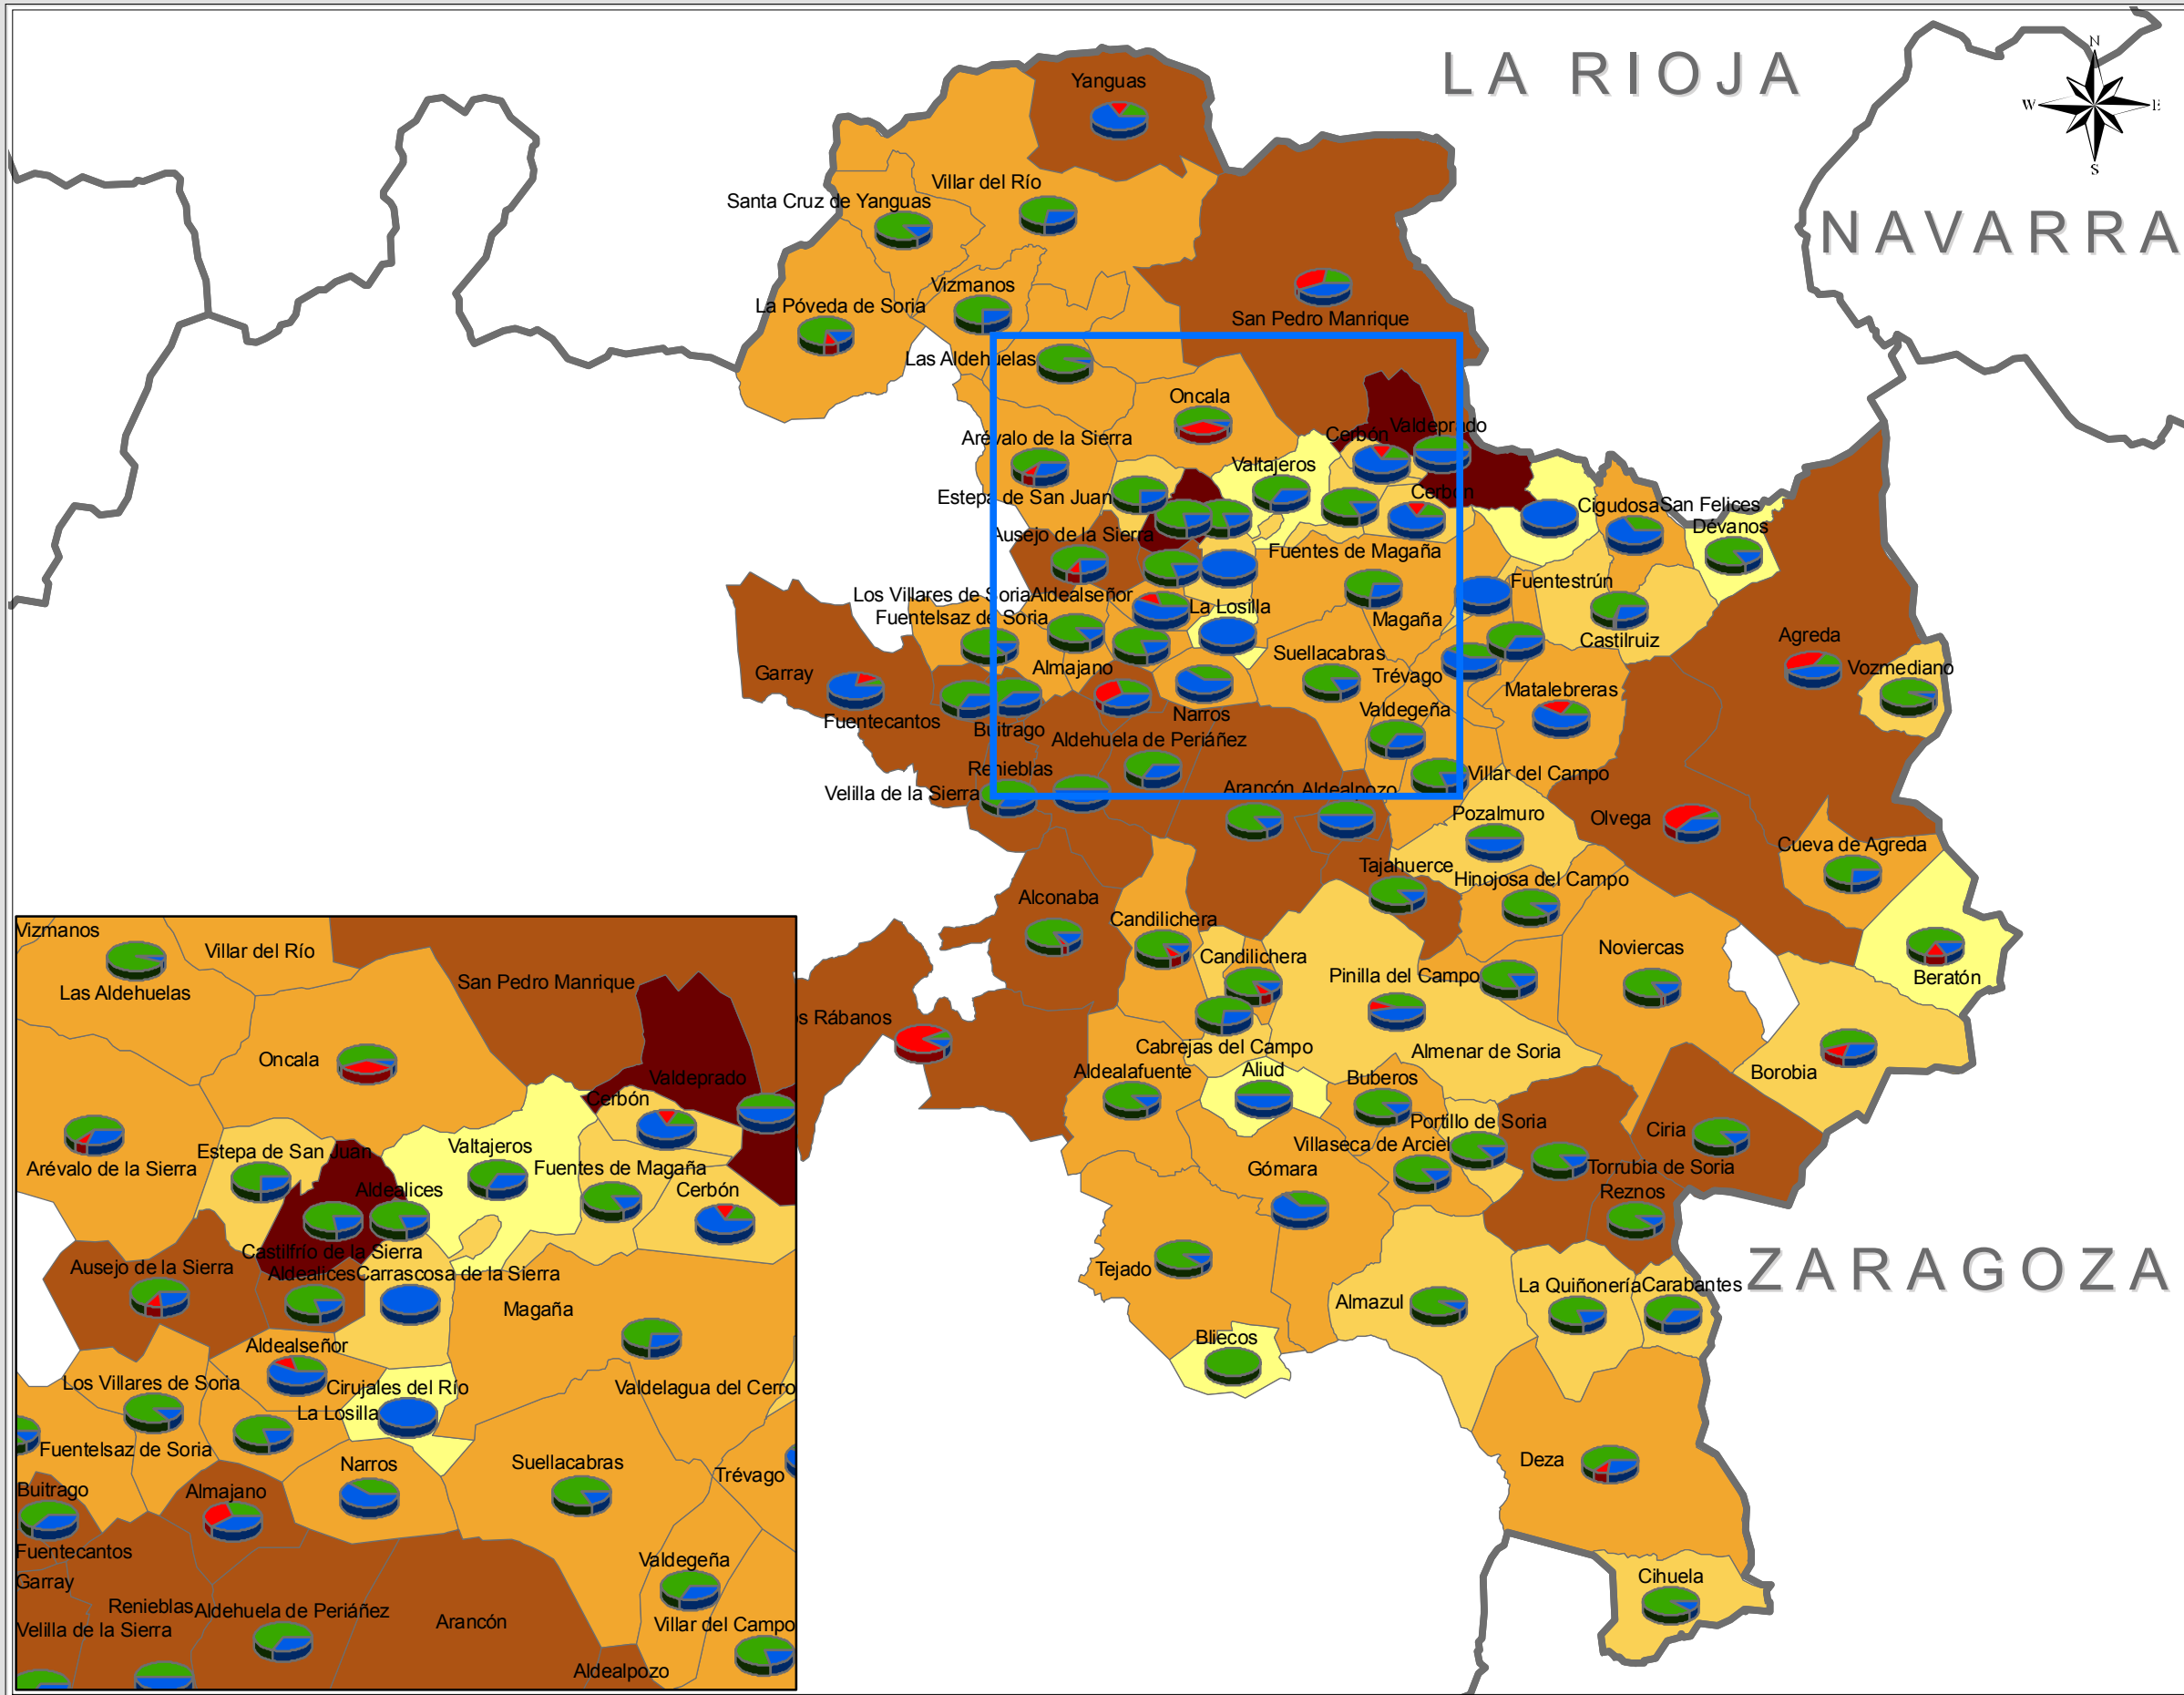 LA RIOJA
N
W
E
S
NAVARRA
ZARAGOZA
Yanguas
Villar del Río
Santa Cruz de Yanguas
Vizmanos
La Póveda de Soria
San Pedro Manrique
Las Aldehuelas
Oncala
Arévalo de la Sierra
Cerbón
Valdeprado
Valtajeros
Estepa de San Juan
Cerbón
Cigudosa
San Felices
Dévanos
Ausejo de la Sierra
Fuentes de Magaña
Fuentestrún
Los Villares de Soria
Aldealseñor
La Losilla
Magaña
Castilruiz
Fuentelsaz de Soria
Agreda
Vozmediano
Garray
Almajano
Suellacabras
Trévago
Matalebreras
Fuentecantos
Buitrago
Narros
Valdegeña
Aldehuela de Periáñez
Renieblas
Velilla de la Sierra
Arancón
Aldealpozo
Villar del Campo
Pozalmuro
Olvega
Cueva de Agreda
Tajahuerce
Hinojosa del Campo
Alconaba
Candilichera
Candilichera
Noviercas
Pinilla del Campo
Beratón
os Rábanos
Cabrejas del Campo
Almenar de Soria
Borobia
Aldealafuente
Aliud
Buberos
Portillo de Soria
Ciria
Villaseca de Arciel
Gómara
Torrubia de Soria
Reznos
Tejado
Almazul
La Quiñonería
Carabantes
Bliecos
Deza
Cihuela
Vizmanos
Villar del Río
Las Aldehuelas
San Pedro Manrique
Oncala
Valdeprado
Cerbón
Arévalo de la Sierra
Estepa de San Juan
Valtajeros
Fuentes de Magaña
Aldealices
Cerbón
Castilfrío de la Sierra
Ausejo de la Sierra
Aldealices
Carrascosa de la Sierra
Magaña
Aldealseñor
Los Villares de Soria
Cirujales del Río
Valdelagua del Cerro
La Losilla
Fuentelsaz de Soria
Narros
Suellacabras
Trévago
Buitrago
Almajano
Fuentecantos
Valdegeña
Garray
Renieblas
Aldehuela de Periáñez
Arancón
Villar del Campo
Velilla de la Sierra
Aldealpozo